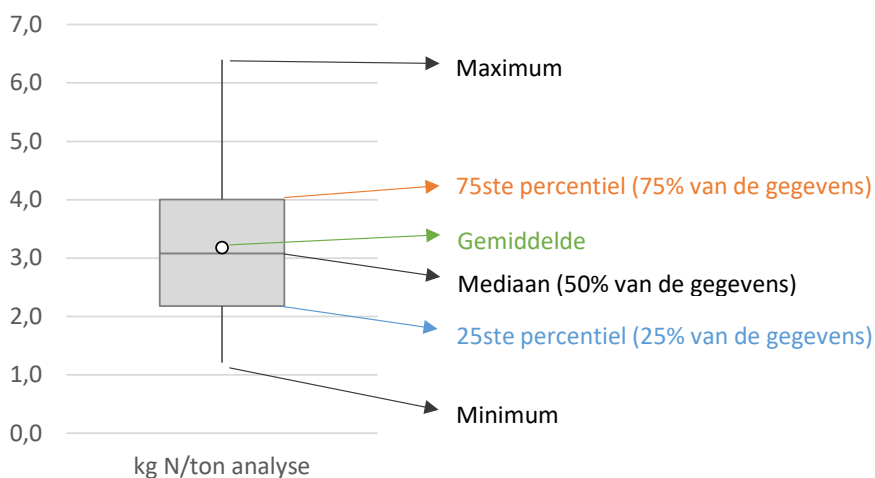 7,0
6,0
5,0
4,0
3,0
2,0
1,0
0,0
Maximum
75ste percentiel (75% van de gegevens)
Gemiddelde
Mediaan (50% van de gegevens)
25ste percentiel (25% van de gegevens)
Minimum
kg N/ton analyse